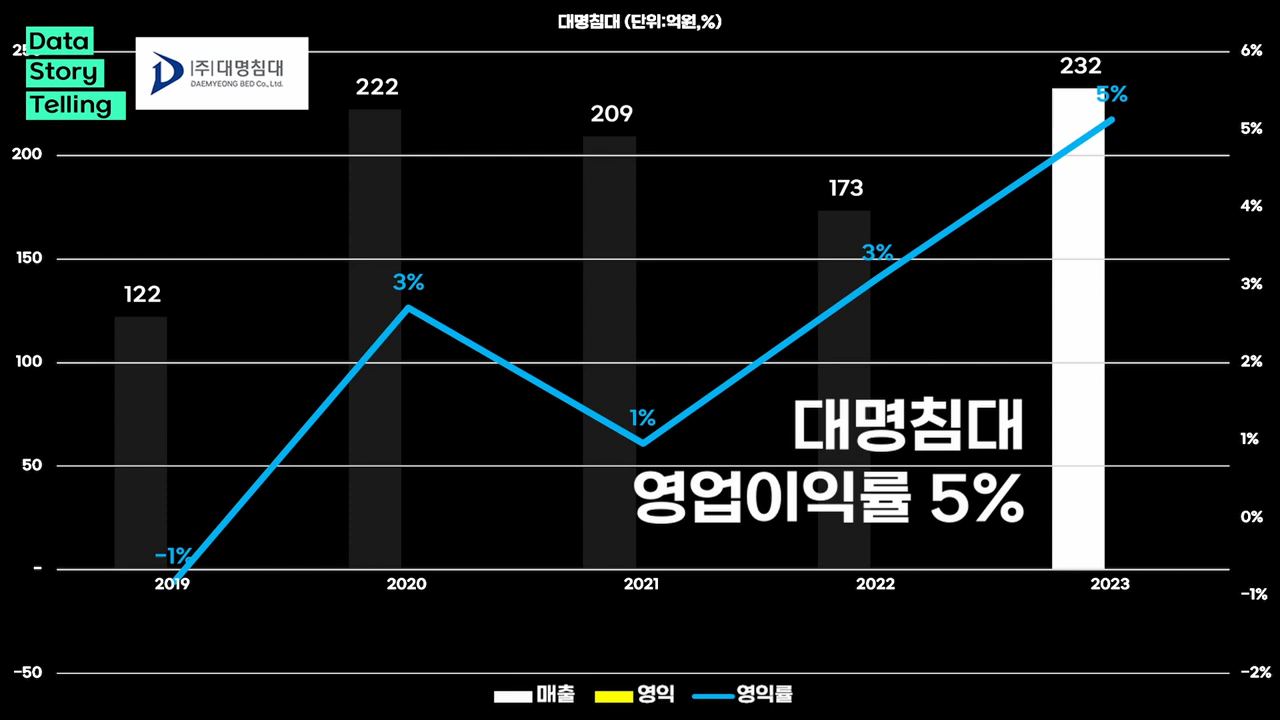 대명침대 (단위:억원,%)
Data
Story
Telling
|주|대명침대
DAEMYEONG BED Co., Ltd.
6%
232
5%
222
209
5%
200
4%
173
150
3%
3%
3%
122
100
2%
1%
1%
대명침대
50
영업이익률 5%
0%
-1%
-
2019
2020
2021
2022
2023
-1%
-50
-2%
매출
영익
영익률